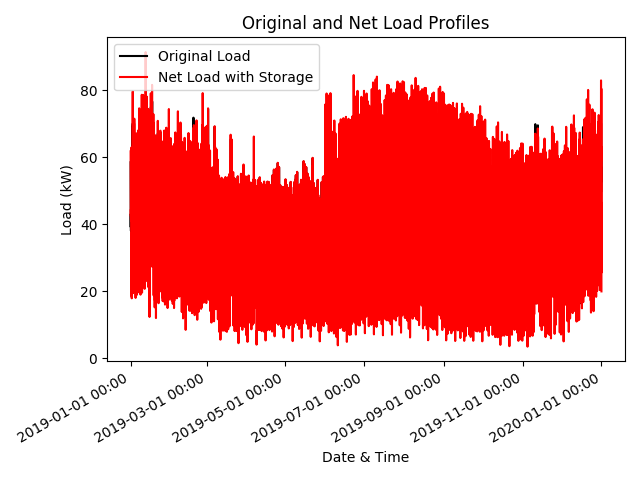 Original and Net Load Profiles
Original Load
Net Load with Storage
Load (kW)
80
60
40
20
0
2019-01-01 00:00
2019-03-01 00:00
2019-05-01 00:00
2019-07-01 00:00
2019-09-01 00:00
2019-11-01 00:00
2020-01-01 00:00
Date & Time